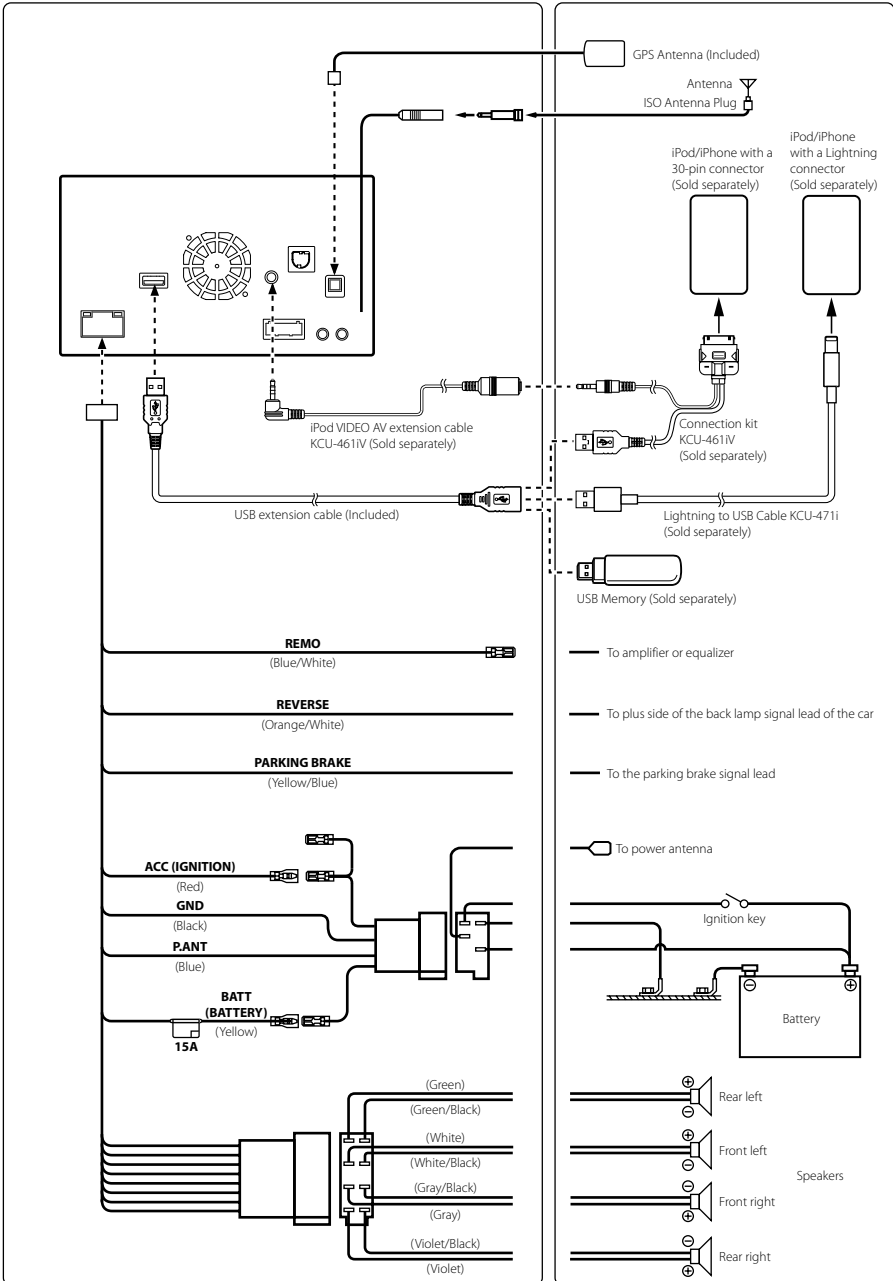 GPS Antenna (Included)
Antenna
ISO Antenna Plug
iPod/iPhone with a
30-pin connector
(Sold separately)
iPod/iPhone
with a Lightning
connector
(Sold separately)
iPod VIDEO AV extension cable
KCU-461iV (Sold separately)
Connection kit
KCU-461iV
(Sold separately)
USB extension cable (Included)
Lightning to USB Cable KCU-471i
(Sold separately)
USB Memory (Sold separately)
REMO
(Blue/White)
To amplifier or equalizer
REVERSE
(Orange/White)
To plus side of the back lamp signal lead of the car
PARKING BRAKE
(Yellow/Blue)
To the parking brake signal lead
To power antenna
ACC (IGNITION)
(Red)
Ignition key
GND
(Black)
P.ANT
(Blue)
BATT
(BATTERY)
(Yellow)
15A
⊖ ⊕
Battery
(Green)
(Green/Black)
⊕
⊖
Rear left
(White)
(White/Black)
⊕
⊖
Front left
Speakers
(Gray/Black)
(Gray)
⊖
⊕
Front right
(Violet/Black)
(Violet)
⊖
⊕
Rear right